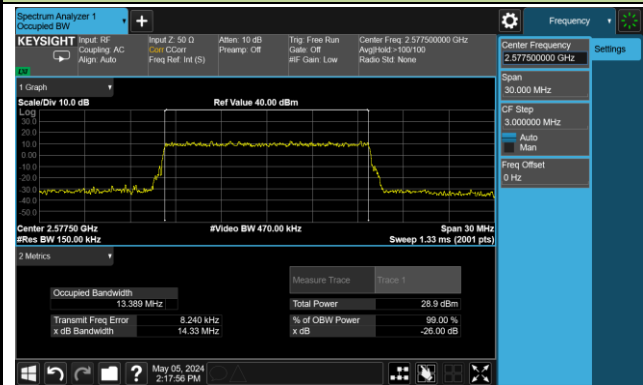 Spectrum Analyzer 1
Occupied BW
Frequency
KEYSIGHT
Input: RF
Coupling: AC
Align: Auto
Input Z: 50 Ω
Corr CCorr
Freq Ref: Int (S)
Atten: 10 dB
Preamp: Off
Trig: Free Run
Gate: Off
#IF Gain: Low
Center Freq: 2.577500000 GHz
Avg|Hold:>100/100
Radio Std: None
Center Frequency
2.577500000 GHz
Settings
Span
30.000 MHz
CF Step
3.000000 MHz
Auto
Man
Freq Offset
0 Hz
LXI
1 Graph
Scale/Div 10.0 dB
Ref Value 40.00 dBm
Log
30.0
20.0
10.0
0.00
-10.0
-20.0
-30.0
-40.0
-50.0
Center 2.57750 GHz
#Video BW 470.00 kHz
Span 30 MHz
#Res BW 150.00 kHz
Sweep 1.33 ms (2001 pts)
2 Metrics
Measure Trace
Trace 1
Occupied Bandwidth
13.389 MHz
Total Power
28.9 dBm
Transmit Freq Error
8.240 kHz
% of OBW Power
99.00 %
x dB Bandwidth
14.33 MHz
x dB
-26.00 dB
?
May 05, 2024
2:17:56 PM